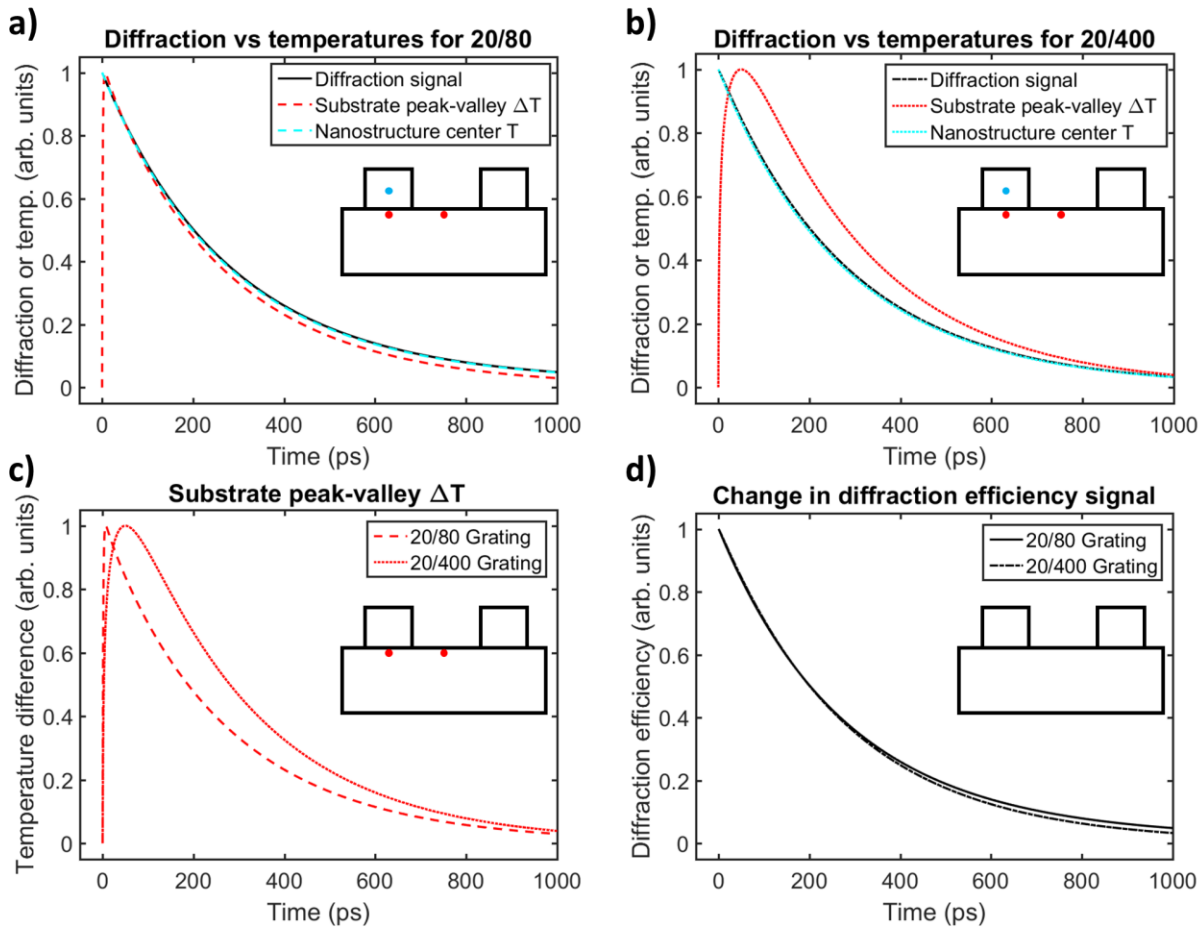 a)
Diffraction vs temperatures for 20/80
Diffraction or temp. (arb. units)
1
0.8
0.6
0.4
0.2
0
Diffraction signal
Substrate peak-valley ΔT
Nanostructure center T
0 200 400 600 800 1000
Time (ps)
b)
Diffraction vs temperatures for 20/400
Diffraction or temp. (arb. units)
1
0.8
0.6
0.4
0.2
0
Diffraction signal
Substrate peak-valley ΔT
Nanostructure center T
0 200 400 600 800 1000
Time (ps)
c)
Substrate peak-valley ΔT
Temperature difference (arb. units)
1
0.8
0.6
0.4
0.2
0
20/80 Grating
20/400 Grating
0 200 400 600 800 1000
Time (ps)
d)
Change in diffraction efficiency signal
Diffraction efficiency (arb. units)
1
0.8
0.6
0.4
0.2
0
20/80 Grating
20/400 Grating
0 200 400 600 800 1000
Time (ps)